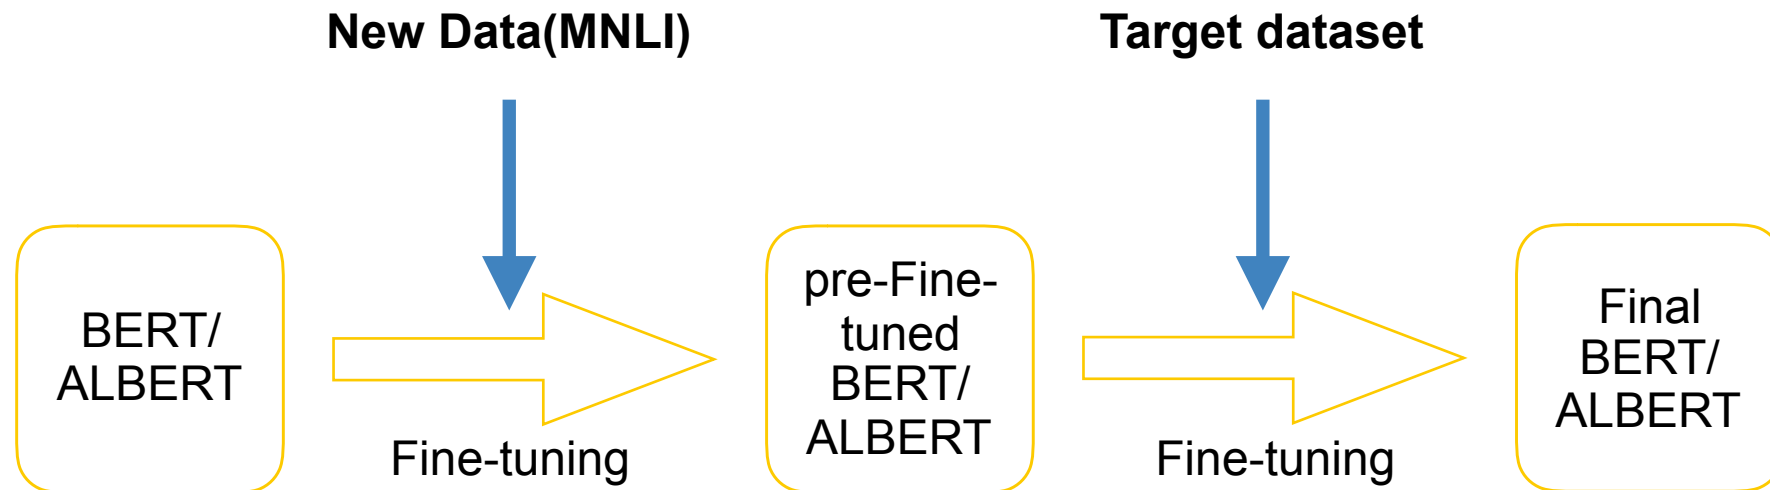 New Data(MNLI)
Target dataset
BERT/
ALBERT
Fine-tuning
pre-Fine-
tuned
BERT/
ALBERT
Fine-tuning
Final
BERT/
ALBERT